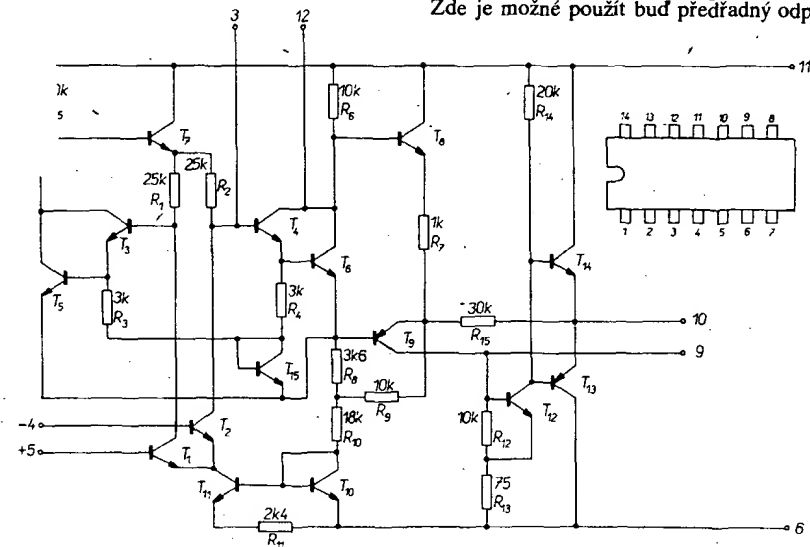 Zde je možné použít buď předřadný odp
3 12
11
1k
5
T7
10k
R6
T8
20k
R14
14 13 12 11 10 9 8
1 2 3 4 5 6 7
25k
R1
25k
R2
T4
1k
R7
T3
T6
T14
T5
3k
R3
3k
R4
30k
R15
10
T9
9
T15
3k6
R8
10k
R9
T13
T12
-4
T2
18k
R10
10k
R12
+5
T1
T11
T10
75
R13
2k4
R11
6